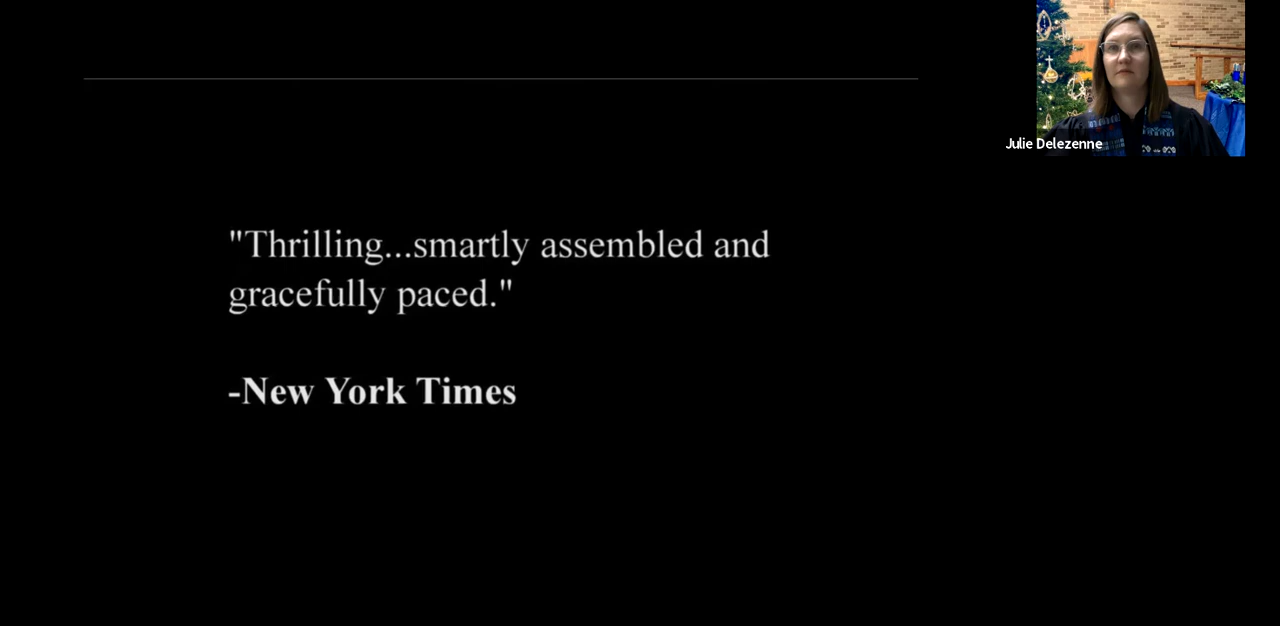 Julie Delezenne
"Thrilling...smartly assembled and
gracefully paced."
-New York Times